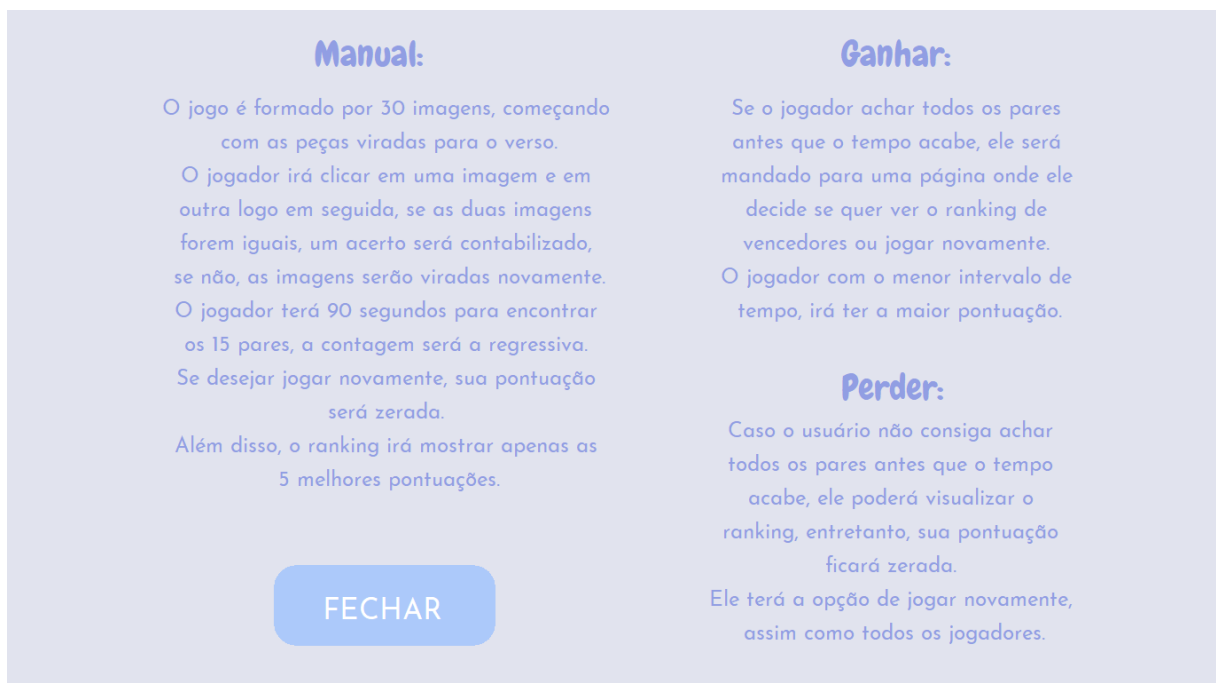 Manual:
O jogo é formado por 30 imagens, começando
com as peças viradas para o verso.
O jogador irá clicar em uma imagem e em
outra logo em seguida, se as duas imagens
forem iguais, um acerto será contabilizado,
se não, as imagens serão viradas novamente.
O jogador terá 90 segundos para encontrar
os 15 pares, a contagem será a regressiva.
Se desejar jogar novamente, sua pontuação
será zerada.
Além disso, o ranking irá mostrar apenas as
5 melhores pontuações.
FECHAR
Ganhar:
Se o jogador achar todos os pares
antes que o tempo acabe, ele será
mandado para uma página onde ele
decide se quer ver o ranking de
vencedores ou jogar novamente.
O jogador com o menor intervalo de
tempo, irá ter a maior pontuação.
Perder:
Caso o usuário não consiga achar
todos os pares antes que o tempo
acabe, ele poderá visualizar o
ranking, entretanto, sua pontuação
ficará zerada.
Ele terá a opção de jogar novamente,
assim como todos os jogadores.